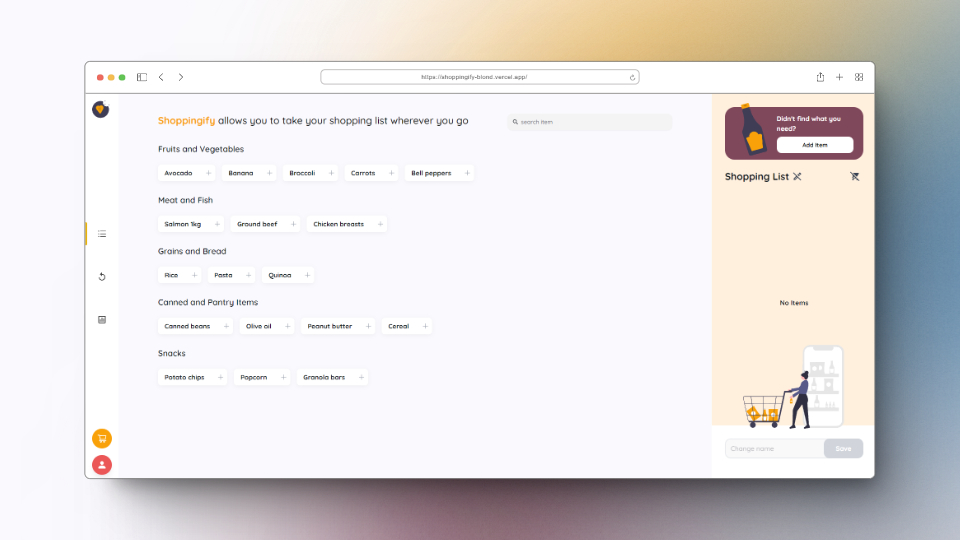 https://shoppingify-blond.vercel.app/
Shoppingify allows you to take your shopping list wherever you go
search item
Fruits and Vegetables
Avocado + Banana + Broccoli + Carrots + Bell peppers +
Meat and Fish
Salmon 1kg + Ground beef + Chicken breasts +
Grains and Bread
Rice + Pasta + Quinoa +
Canned and Pantry Items
Canned beans + Olive oil + Peanut butter + Cereal +
Snacks
Potato chips + Popcorn + Granola bars +
Didn't find what you
need?
Add Item
Shopping List
No Items
Change name
Save